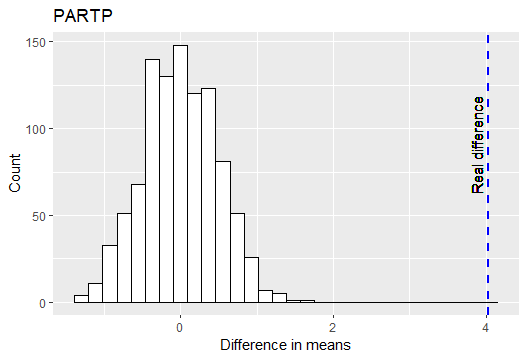 PARTP
150
100
50
0
Count
Real difference
0 2 4
Difference in means